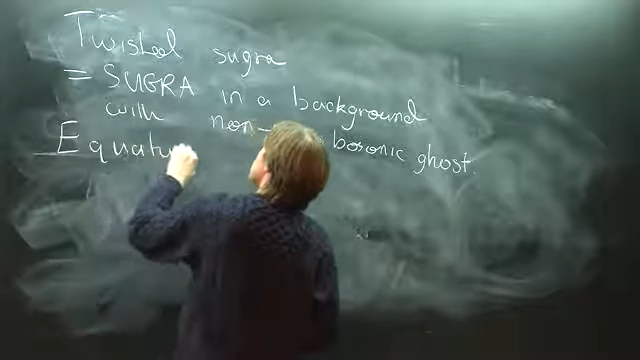 Twisted sugra
= SUGRA in a background
with non- bosonic ghost.
Equatu